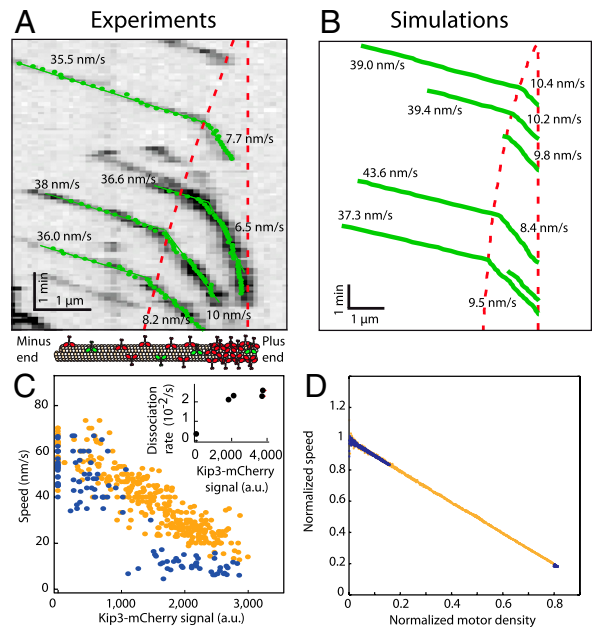 A Experiments
35.5 nm/s
7.7 nm/s
36.6 nm/s
38 nm/s
6.5 nm/s
36.0 nm/s
10 nm/s
8.2 nm/s
1 min
1 µm
Minus end
Plus end
B Simulations
39.0 nm/s
10.4 nm/s
39.4 nm/s
10.2 nm/s
9.8 nm/s
43.6 nm/s
37.3 nm/s
8.4 nm/s
9.5 nm/s
1 min
1 µm
C
Speed (nm/s)
80
60
40
20
0
0 1,000 2,000 3,000
Kip3-mCherry signal (a.u.)
Dissociation
rate (10⁻²/s)
2
1
0
0 2,000 4,000
Kip3-mCherry
signal (a.u.)
D
Normalized speed
1.2
1
0.8
0.6
0.4
0.2
0 0.2 0.4 0.6 0.8
Normalized motor density